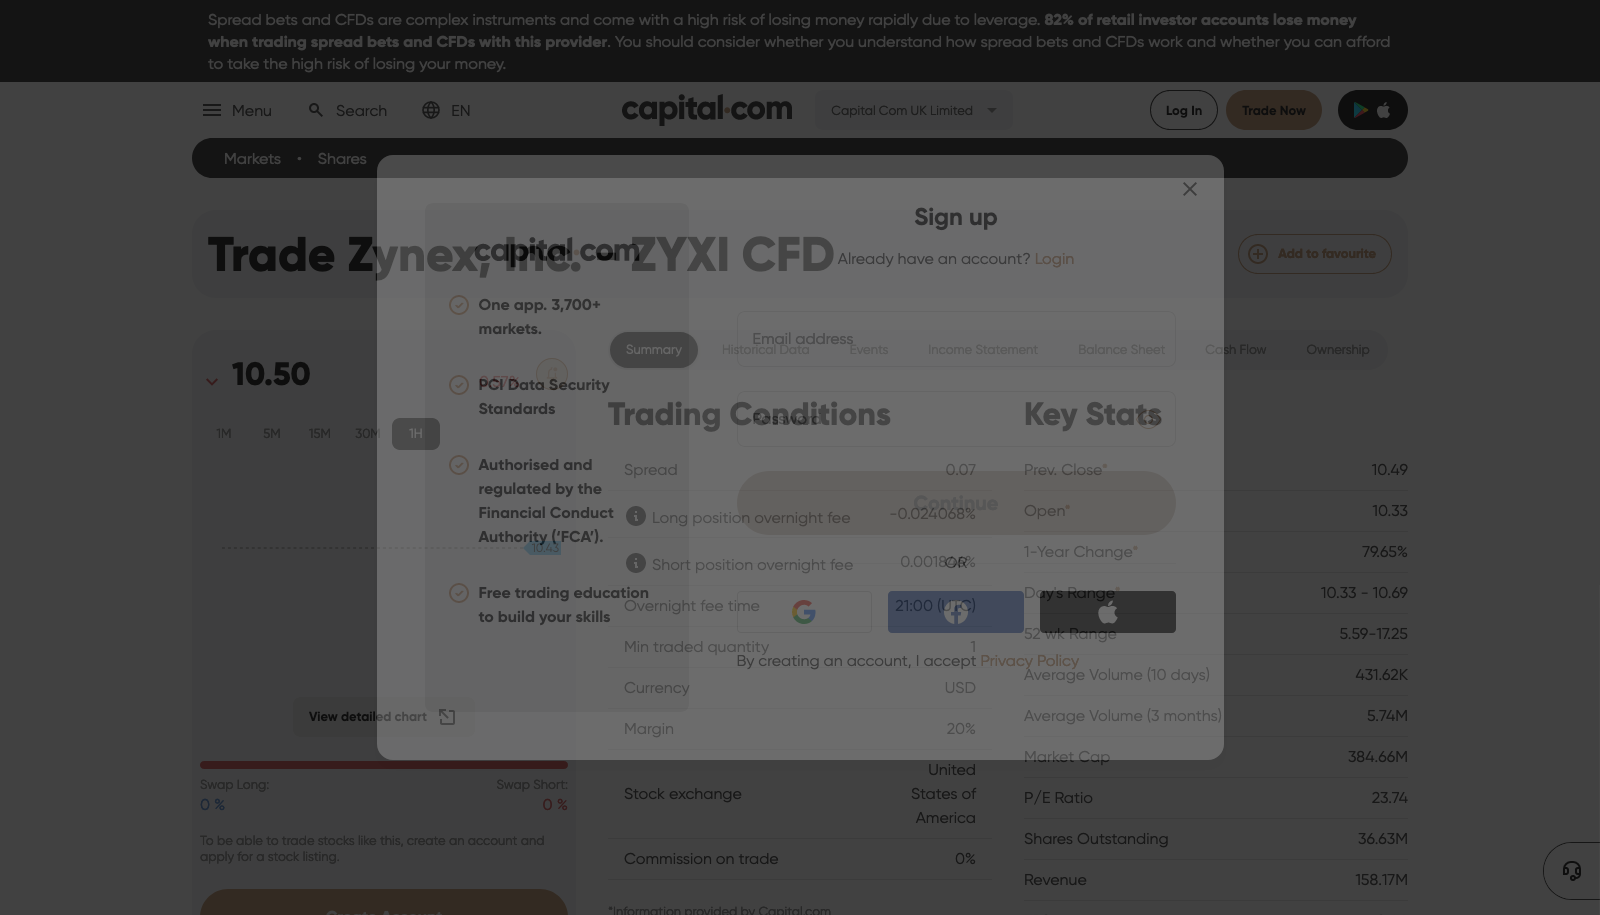 Spread bets and CFDs are complex instruments and come with a high risk of losing money rapidly due to leverage. 82% of retail investor accounts lose money
when trading spread bets and CFDs with this provider. You should consider whether you understand how spread bets and CFDs work and whether you can afford
to take the high risk of losing your money.
Menu
Search
EN
capital.com
Capital Com UK Limited
Log In
Trade Now
Markets • Shares
Trade Zynex, Inc. - ZYXI CFD
Add to favourite
Sign up
Already have an account? Login
capital.com
One app. 3,700+
markets.
PCI Data Security
Standards
Authorised and
regulated by the
Financial Conduct
Authority (‘FCA’).
Free trading education
to build your skills
Email address
Password
Continue
OR
By creating an account, I accept Privacy Policy
10.50
1M
5M
15M
30M
1H
10.43
View detailed chart
Swap Long:
Swap Short:
0 %
0 %
To be able to trade stocks like this, create an account and
apply for a stock listing.
Create Account
Summary
Historical Data
Events
Income Statement
Balance Sheet
Cash Flow
Ownership
Trading Conditions
Spread 0.07
Long position overnight fee -0.024068%
Short position overnight fee
Overnight fee time 21:00 (UTC)
Min traded quantity 1
Currency USD
Margin 20%
Stock exchange United
States of
America
Commission on trade 0%
*Information provided by Capital.com
Key Stats
Prev. Close* 10.49
Open* 10.33
1-Year Change* 79.65%
Day's Range* 10.33 - 10.69
52 wk Range 5.59-17.25
Average Volume (10 days) 431.62K
Average Volume (3 months) 5.74M
Market Cap 384.66M
P/E Ratio 23.74
Shares Outstanding 36.63M
Revenue 158.17M